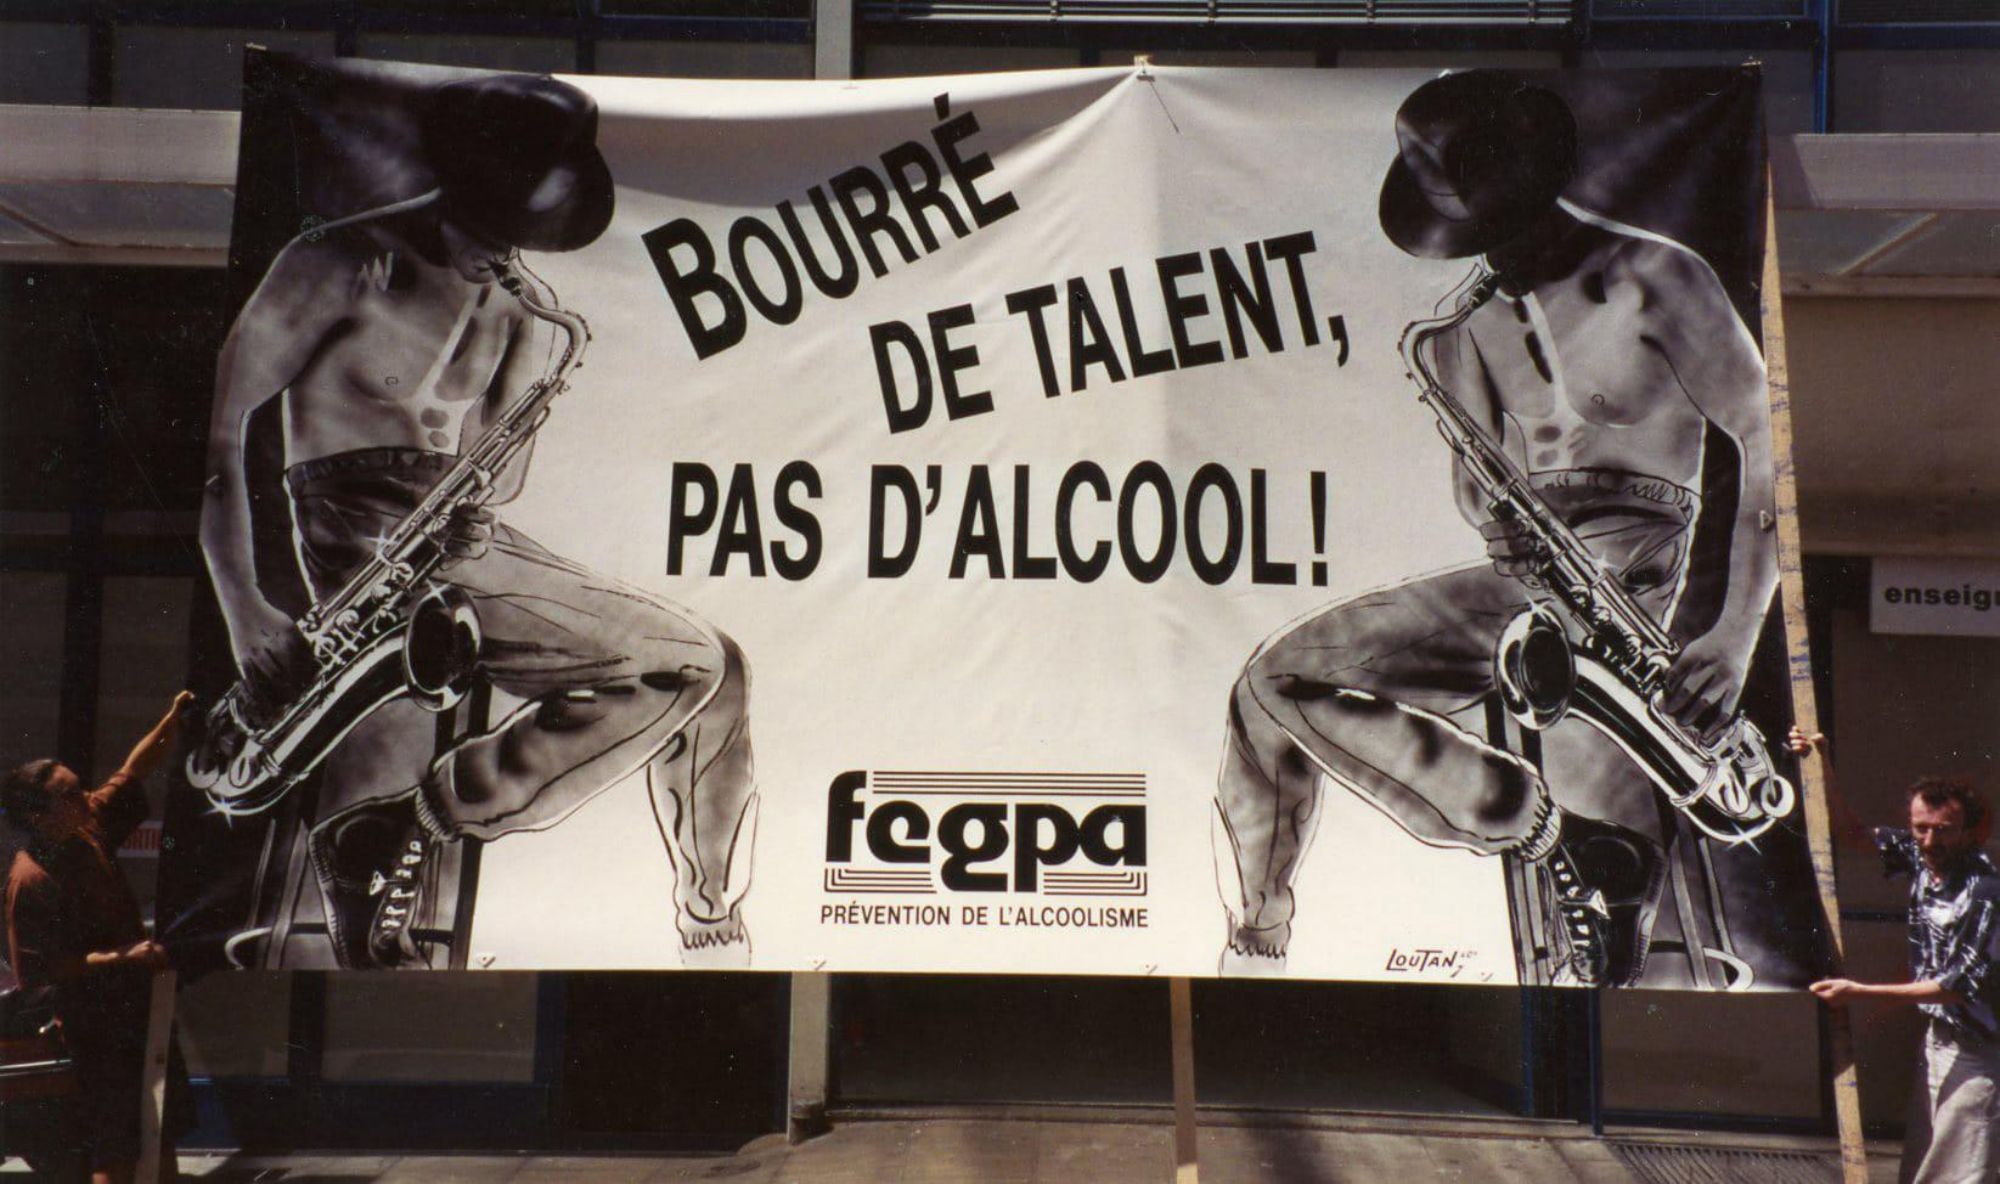 BOURRÉ
DE TALENT,
PAS D'ALCOOL!
fegpa
PRÉVENTION DE L'ALCOOLISME
LOUTAN
enseig